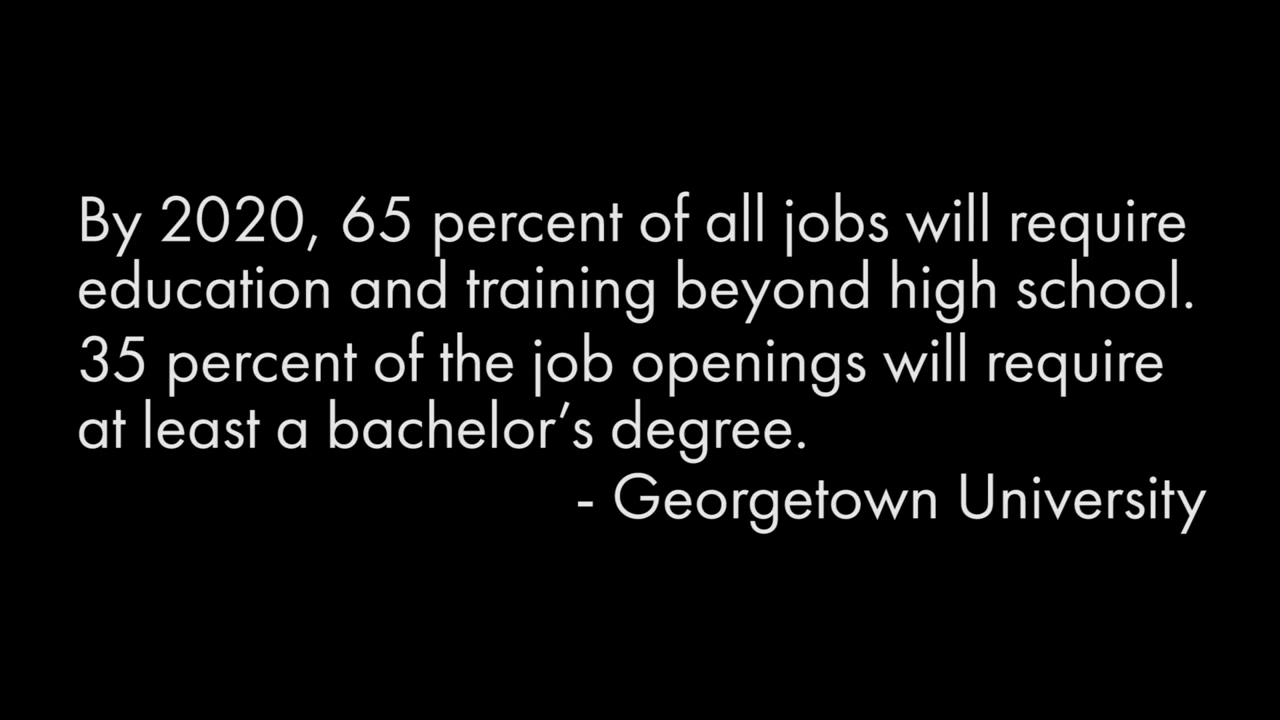 By 2020, 65 percent of all jobs will require
education and training beyond high school.
35 percent of the job openings will require
at least a bachelor’s degree.
- Georgetown University